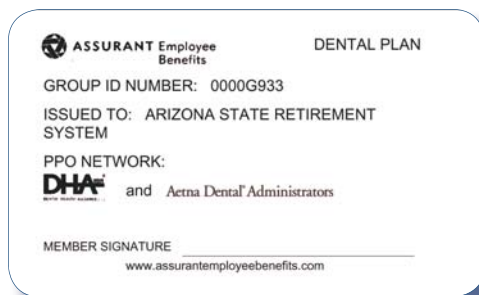 ASSURANT Employee Benefits DENTAL PLAN
GROUP ID NUMBER: 0000G933
ISSUED TO: ARIZONA STATE RETIREMENT
SYSTEM
PPO NETWORK:
DHA and Aetna Dental® Administrators
MEMBER SIGNATURE
www.assurantemployeebenefits.com